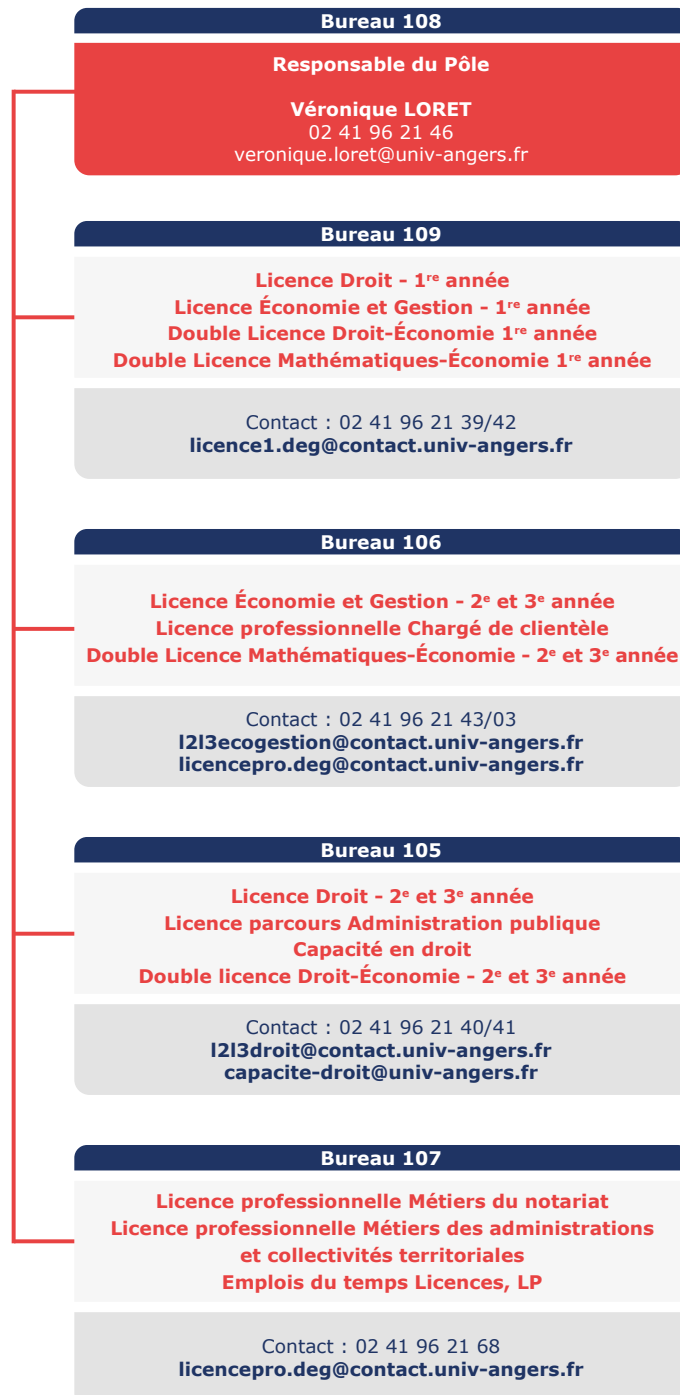 Bureau 108
Responsable du Pôle
Véronique LORET
02 41 96 21 46
veronique.loret@univ-angers.fr
Bureau 109
Licence Droit - 1re année
Licence Économie et Gestion - 1re année
Double Licence Droit-Économie 1re année
Double Licence Mathématiques-Économie 1re année
Contact : 02 41 96 21 39/42
licence1.deg@contact.univ-angers.fr
Bureau 106
Licence Économie et Gestion - 2e et 3e année
Licence professionnelle Chargé de clientèle
Double Licence Mathématiques-Économie - 2e et 3e année
Contact : 02 41 96 21 43/03
l2l3ecogestion@contact.univ-angers.fr
licencepro.deg@contact.univ-angers.fr
Bureau 105
Licence Droit - 2e et 3e année
Licence parcours Administration publique
Capacité en droit
Double licence Droit-Économie - 2e et 3e année
Contact : 02 41 96 21 40/41
l2l3droit@contact.univ-angers.fr
capacite-droit@univ-angers.fr
Bureau 107
Licence professionnelle Métiers du notariat
Licence professionnelle Métiers des administrations
et collectivités territoriales
Emplois du temps Licences, LP
Contact : 02 41 96 21 68
licencepro.deg@contact.univ-angers.fr